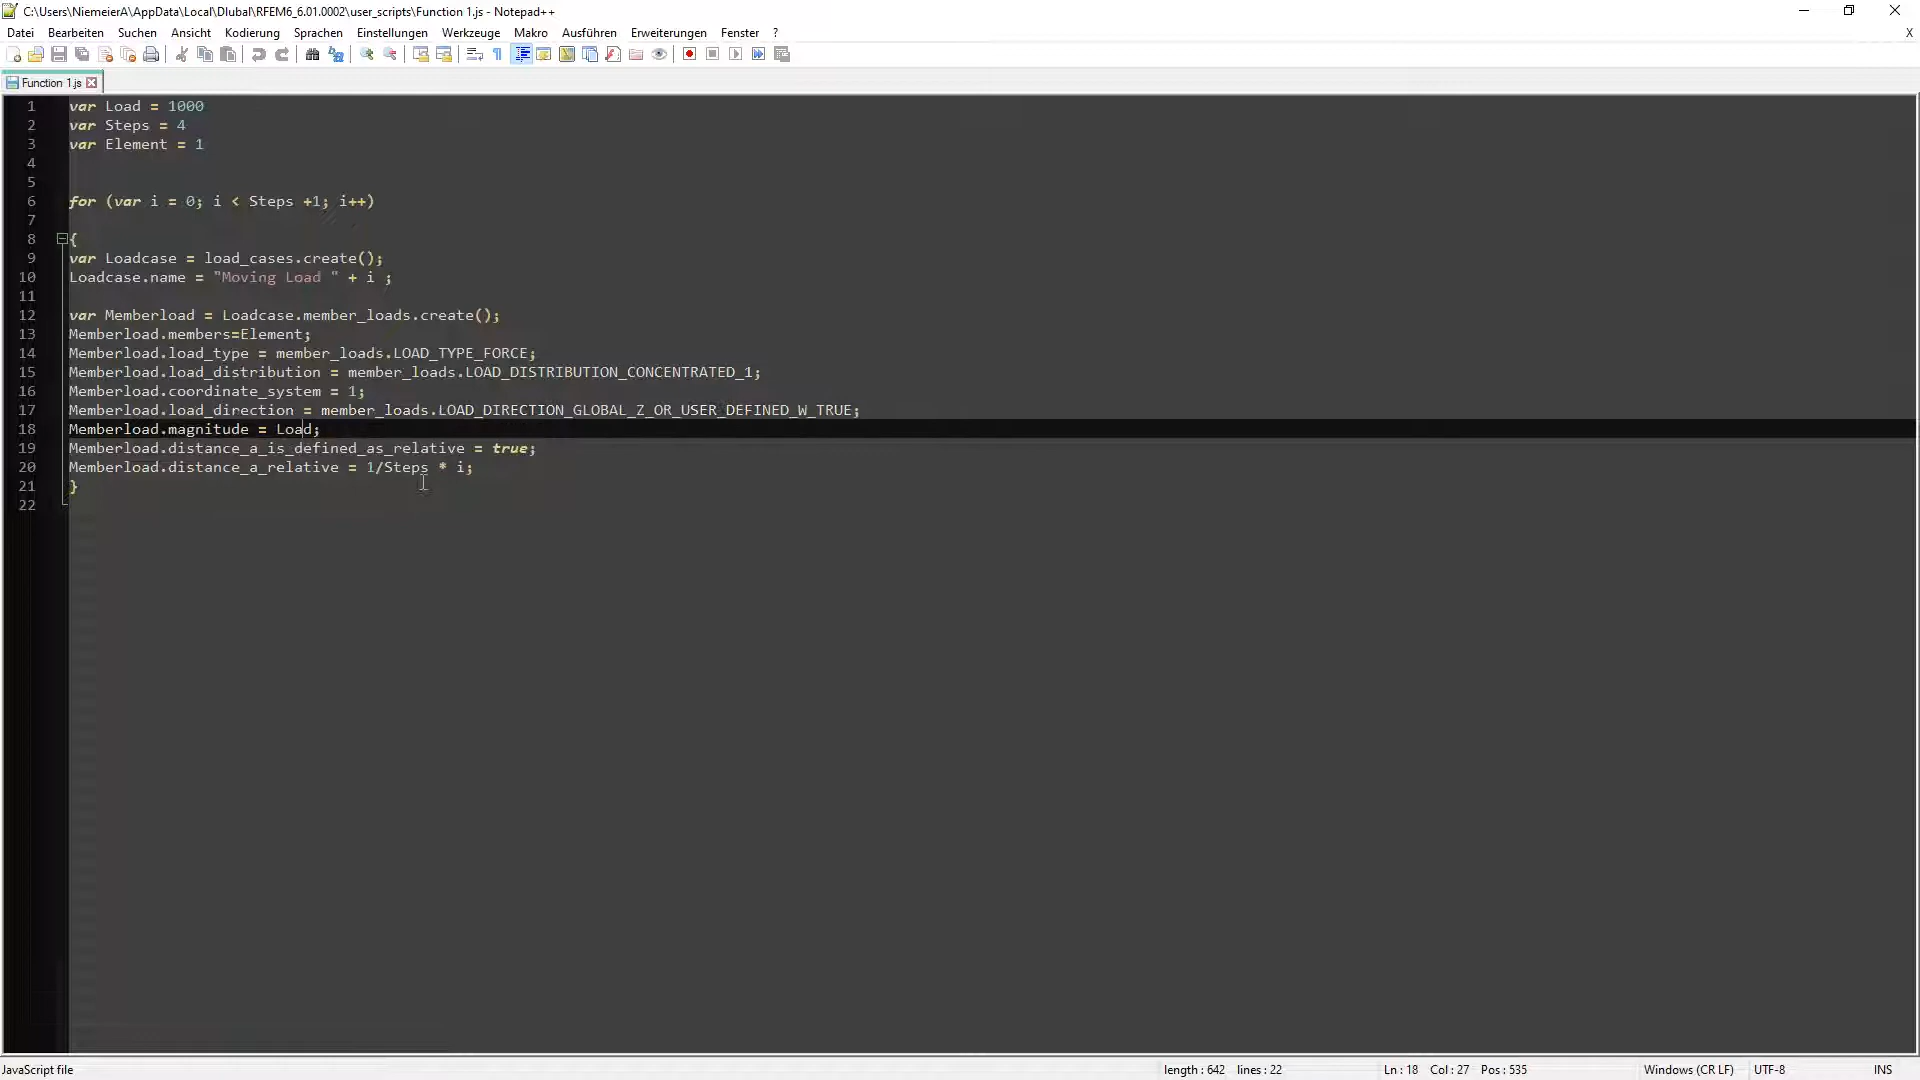 C:\Users\NiemeierA\AppData\Local\Dlubal\RFEM6_6.01.0002\user_scripts\Function 1.js - Notepad++
Datei Bearbeiten Suchen Ansicht Kodierung Sprachen Einstellungen Werkzeuge Makro Ausführen Erweiterungen Fenster ? X
Function 1.js
1 var Load = 1000
2 var Steps = 4
3 var Element = 1
4
5
6 for (var i = 0; i < Steps +1; i++)
7
8 {
9 var Loadcase = load_cases.create();
10 Loadcase.name = "Moving Load " + i ;
11
12 var Memberload = Loadcase.member_loads.create();
13 Memberload.members=Element;
14 Memberload.load_type = member_loads.LOAD_TYPE_FORCE;
15 Memberload.load_distribution = member_loads.LOAD_DISTRIBUTION_CONCENTRATED_1;
16 Memberload.coordinate_system = 1;
17 Memberload.load_direction = member_loads.LOAD_DIRECTION_GLOBAL_Z_OR_USER_DEFINED_W_TRUE;
18 Memberload.magnitude = Load;
19 Memberload.distance_a_is_defined_as_relative = true;
20 Memberload.distance_a_relative = 1/Steps * i;
21 }
22
JavaScript file length : 642 lines : 22 Ln : 18 Col : 27 Pos : 535 Windows (CR LF) UTF-8 INS